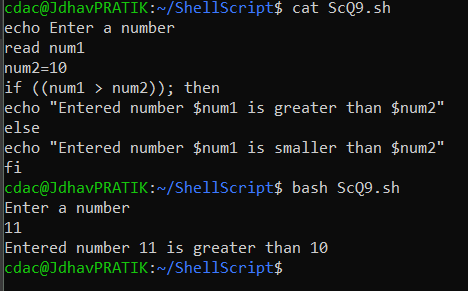 cdac@JdhavPRATIK:~/ShellScript$ cat ScQ9.sh
echo Enter a number
read num1
num2=10
if ((num1 > num2)); then
echo "Entered number $num1 is greater than $num2"
else
echo "Entered number $num1 is smaller than $num2"
fi
cdac@JdhavPRATIK:~/ShellScript$ bash ScQ9.sh
Enter a number
11
Entered number 11 is greater than 10
cdac@JdhavPRATIK:~/ShellScript$